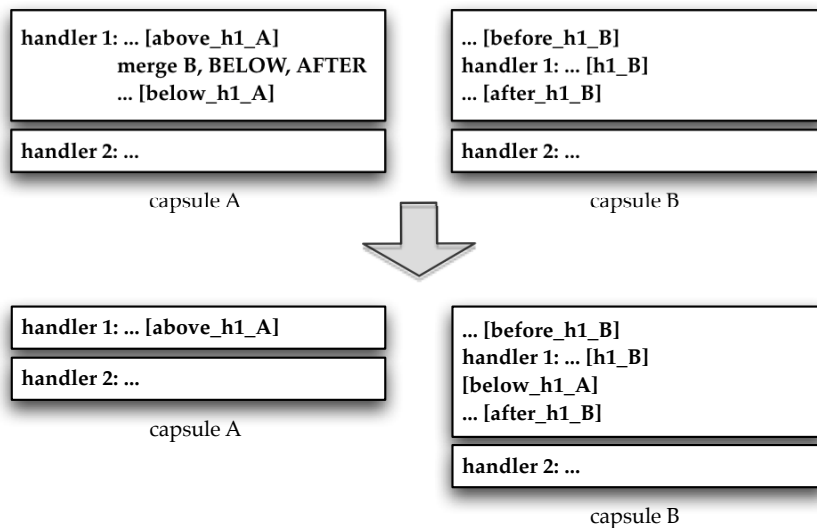 handler 1: ... [above_h1_A]
merge B, BELOW, AFTER
... [below_h1_A]
handler 2: ...
capsule A
... [before_h1_B]
handler 1: ... [h1_B]
... [after_h1_B]
handler 2: ...
capsule B
handler 1: ... [above_h1_A]
handler 2: ...
capsule A
... [before_h1_B]
handler 1: ... [h1_B]
[below_h1_A]
... [after_h1_B]
handler 2: ...
capsule B